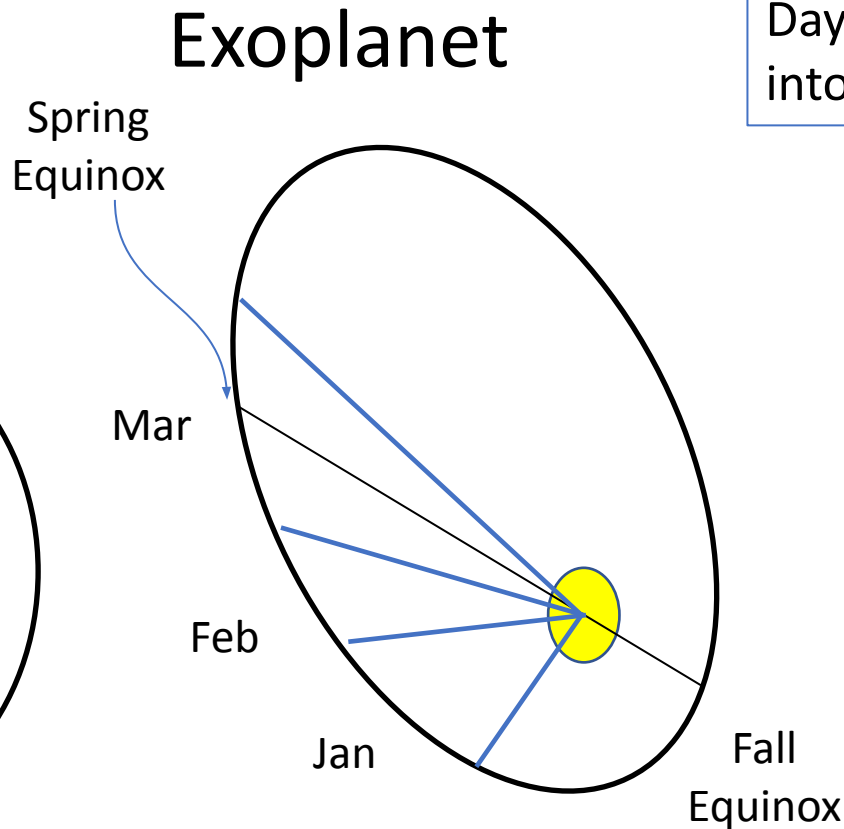 Exoplanet
Day
into
Spring
Equinox
Mar
Feb
Jan
Fall
Equinox